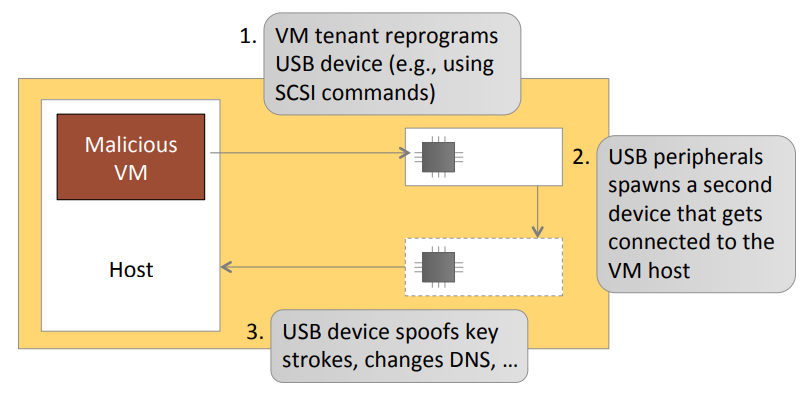 1. VM tenant reprograms
USB device (e.g., using
SCSI commands)
Malicious
VM
2. USB peripherals
spawns a second
device that gets
connected to the
VM host
Host
3. USB device spoofs key
strokes, changes DNS, …